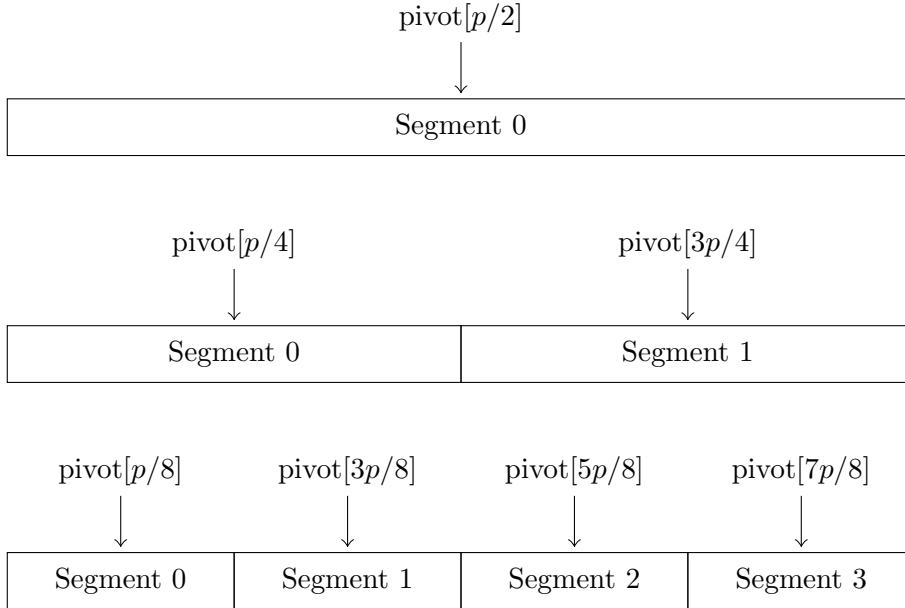 pivot[p/2]
Segment 0
pivot[p/4] pivot[3p/4]
Segment 0 Segment 1
pivot[p/8] pivot[3p/8] pivot[5p/8] pivot[7p/8]
Segment 0 Segment 1 Segment 2 Segment 3